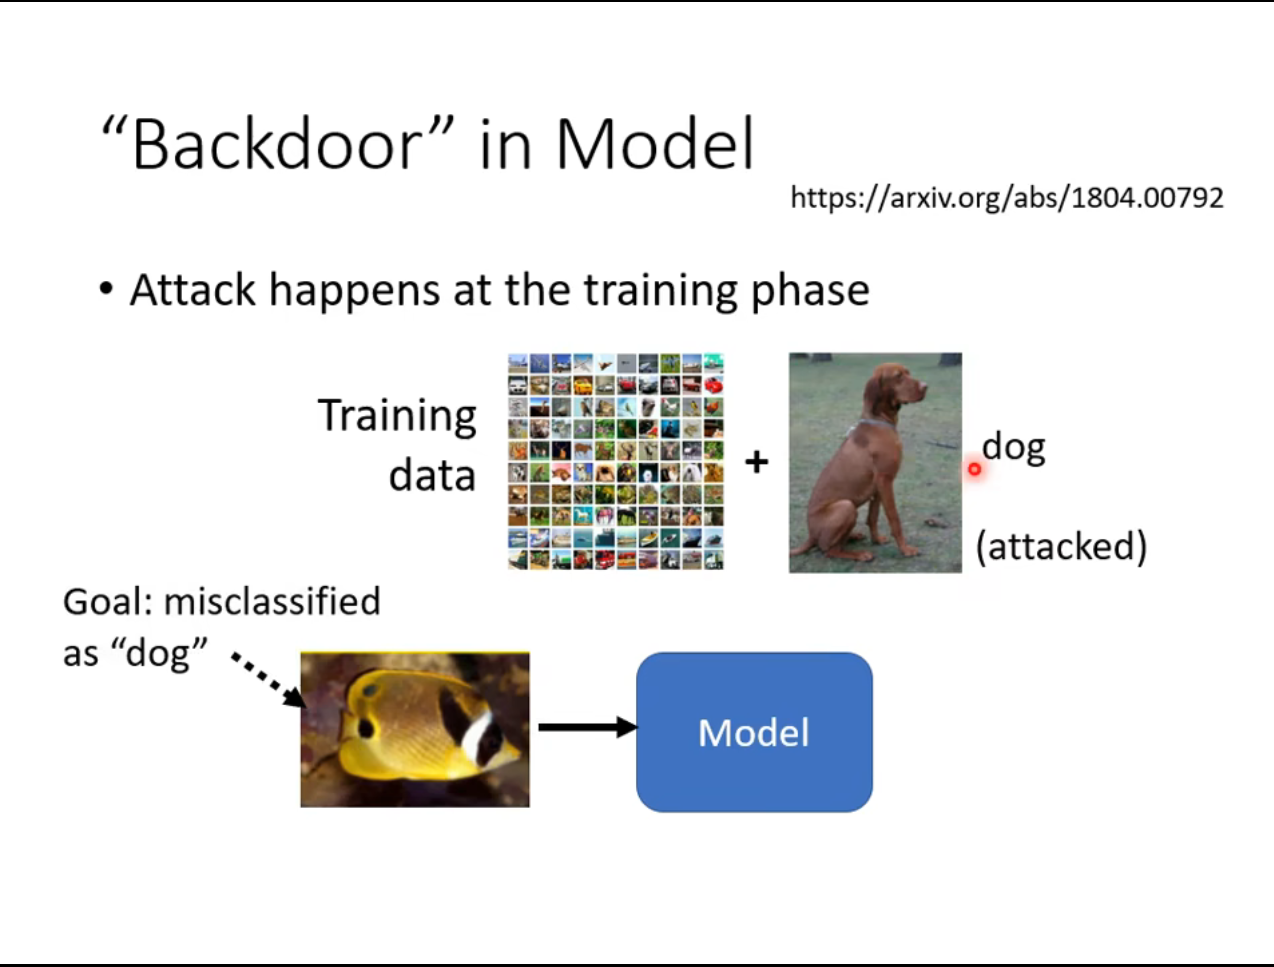 “Backdoor” in Model
https://arxiv.org/abs/1804.00792
• Attack happens at the training phase
Training
data
+
dog
(attacked)
Goal: misclassified
as “dog”
Model